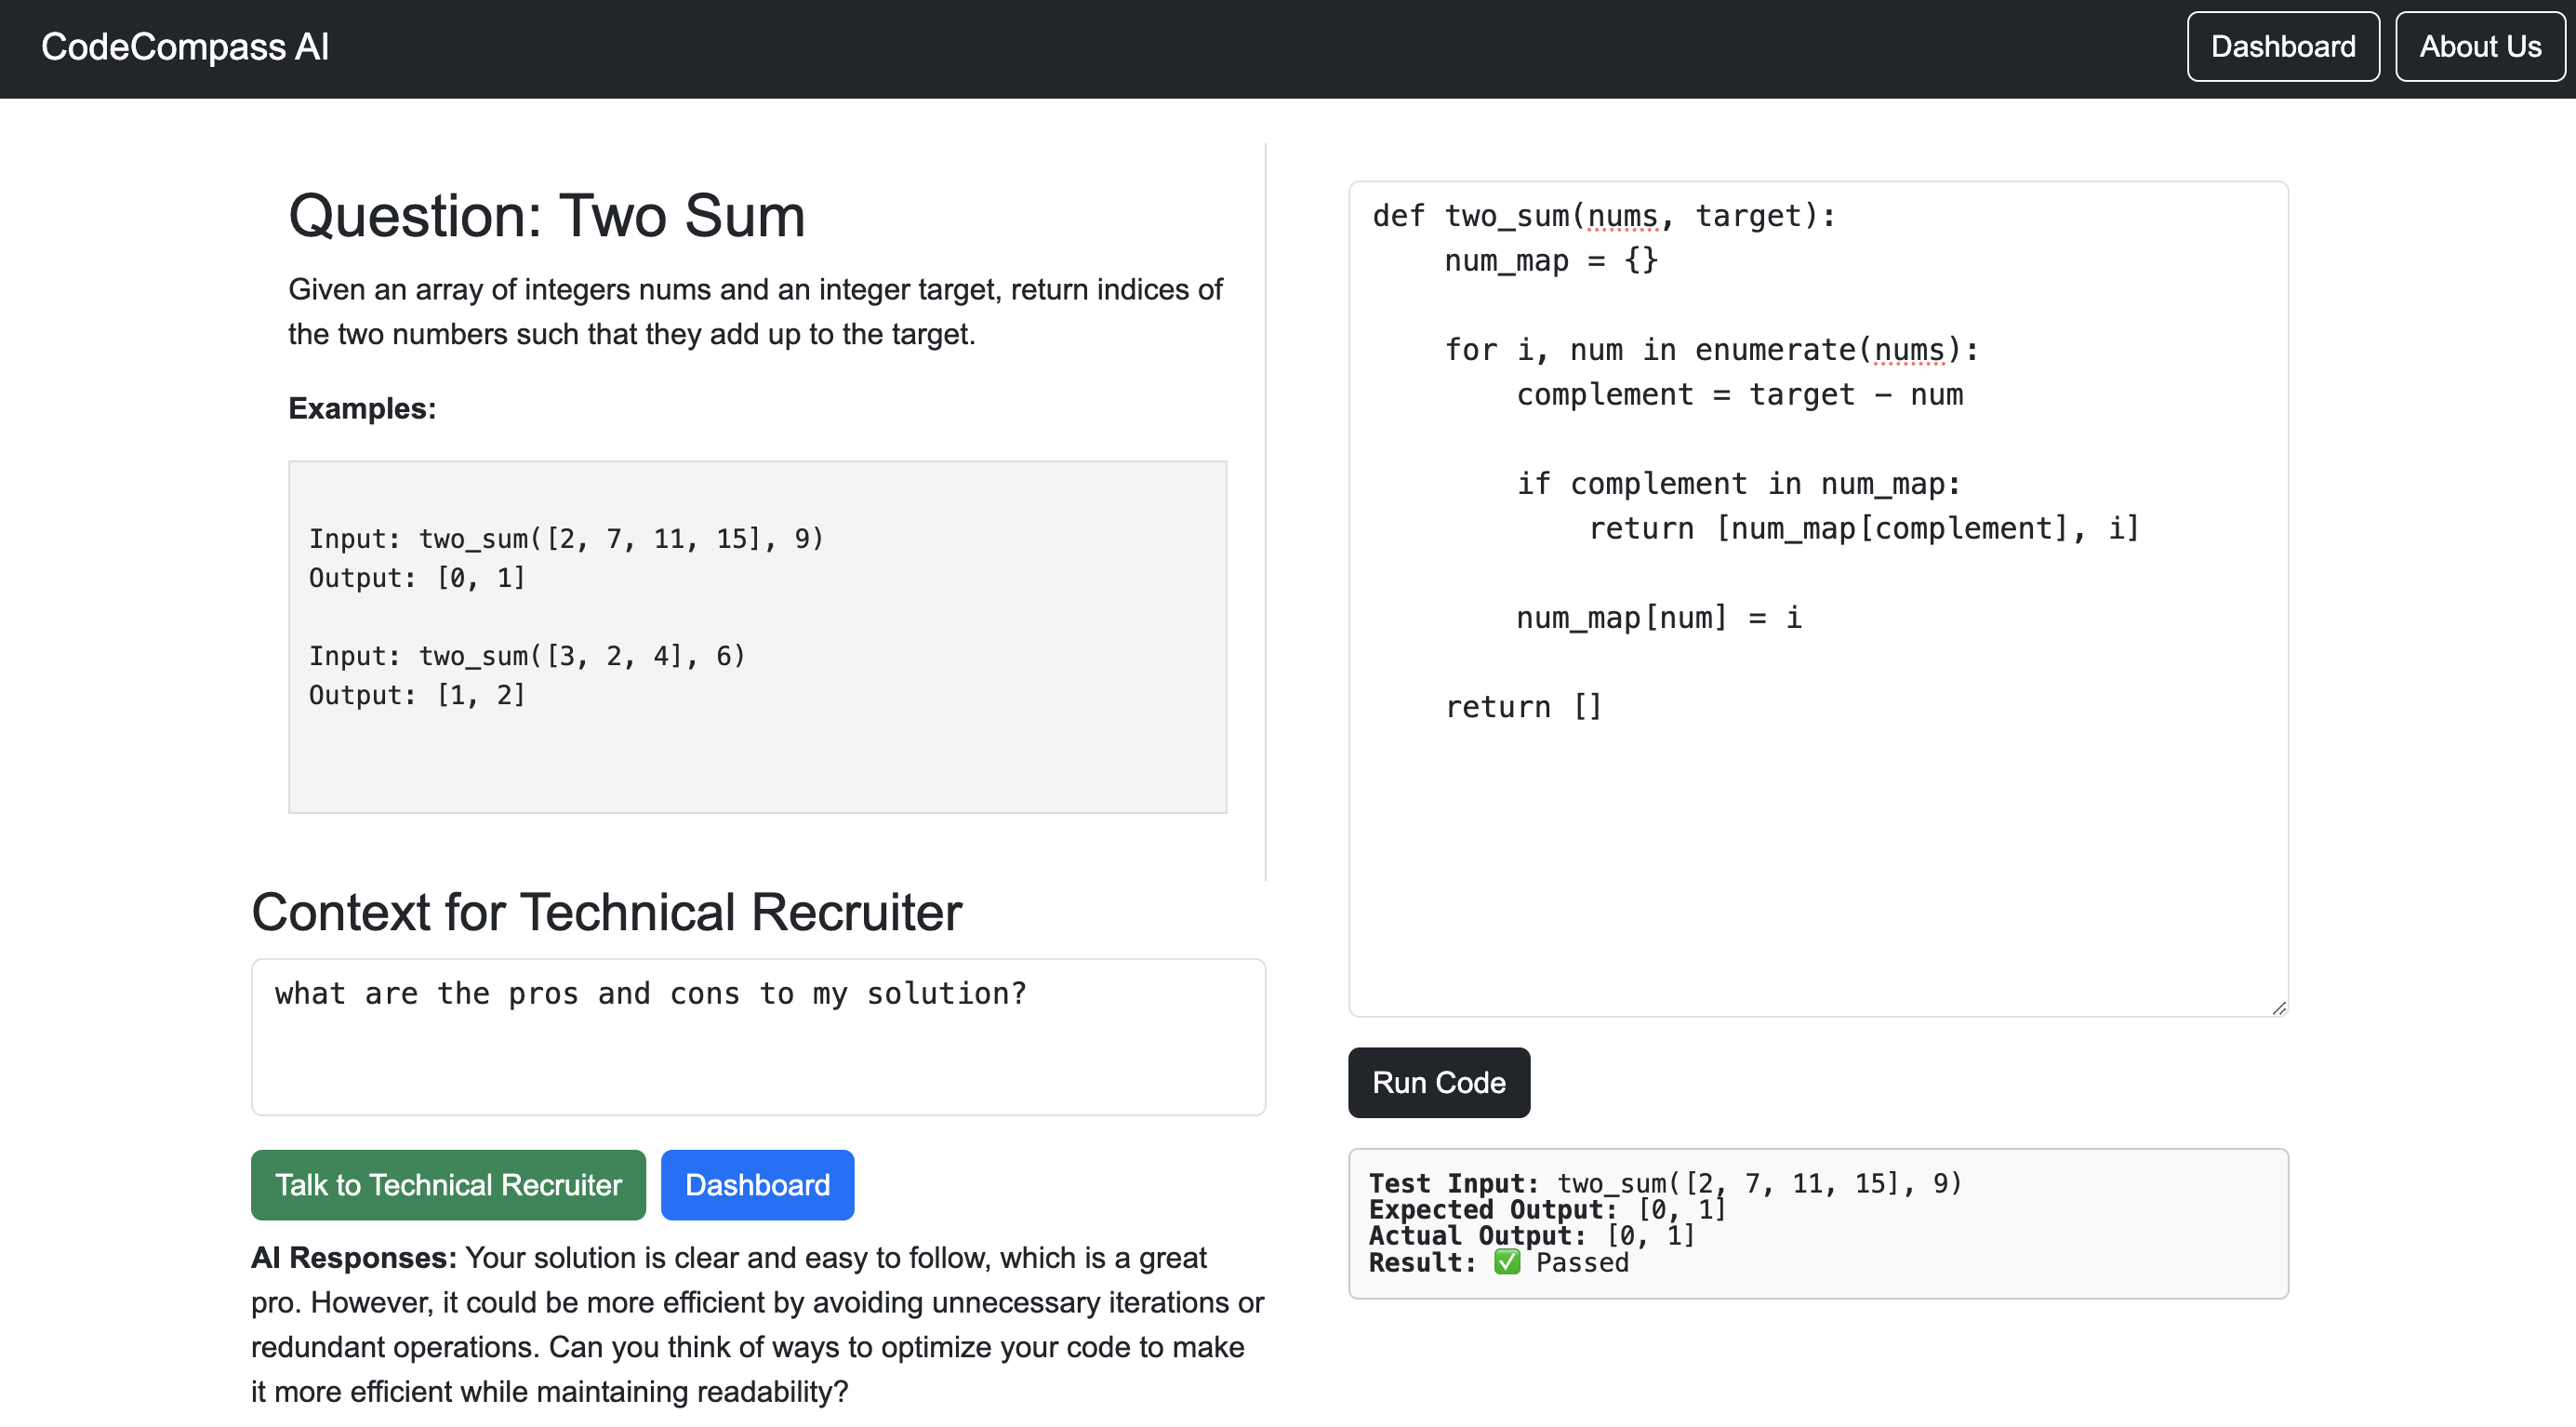 CodeCompass AI
Dashboard
About Us
Question: Two Sum
Given an array of integers nums and an integer target, return indices of
the two numbers such that they add up to the target.
Examples:
Input: two_sum([2, 7, 11, 15], 9)
Output: [0, 1]
Input: two_sum([3, 2, 4], 6)
Output: [1, 2]
Context for Technical Recruiter
what are the pros and cons to my solution?
Talk to Technical Recruiter
Dashboard
AI Responses: Your solution is clear and easy to follow, which is a great
pro. However, it could be more efficient by avoiding unnecessary iterations or
redundant operations. Can you think of ways to optimize your code to make
it more efficient while maintaining readability?
def two_sum(nums, target):
    num_map = {}
    for i, num in enumerate(nums):
        complement = target - num
        if complement in num_map:
            return [num_map[complement], i]
        num_map[num] = i
    return []
Run Code
Test Input: two_sum([2, 7, 11, 15], 9)
Expected Output: [0, 1]
Actual Output: [0, 1]
Result: ✅ Passed